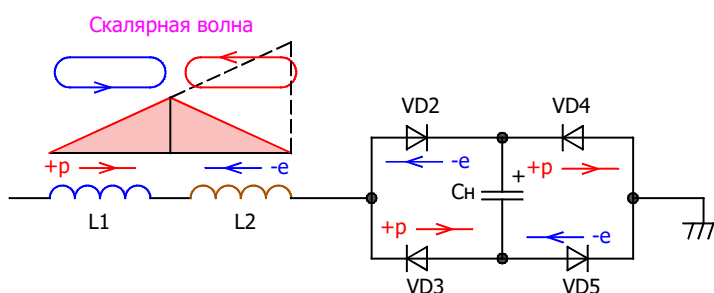 Скалярная волна
VD2
VD4
+p
-e
-e
+p
Cн
+
L1
L2
+p
-e
VD3
VD5